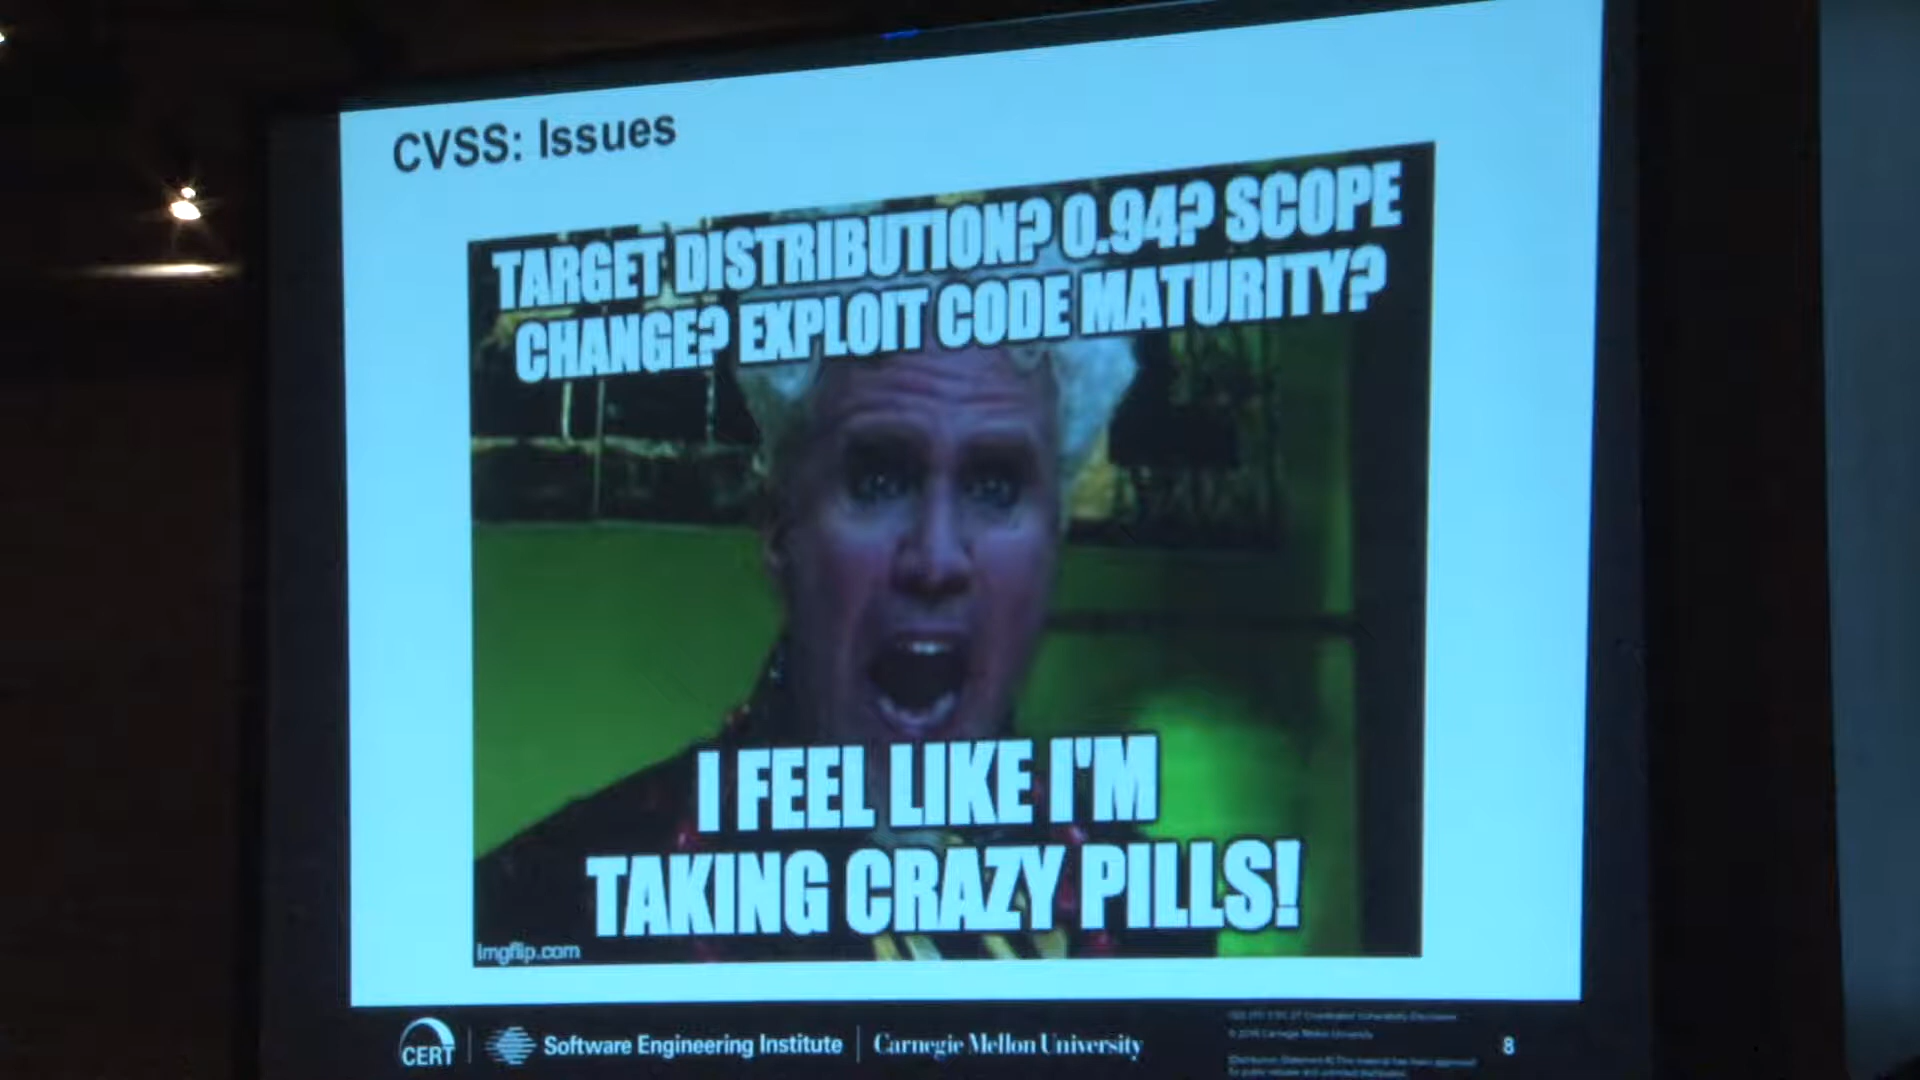 CVSS: Issues
TARGET DISTRIBUTION? 0.94? SCOPE
CHANGE? EXPLOIT CODE MATURITY?
I FEEL LIKE I'M
TAKING CRAZY PILLS!
imgflip.com
CERT
Software Engineering Institute
Carnegie Mellon University
8